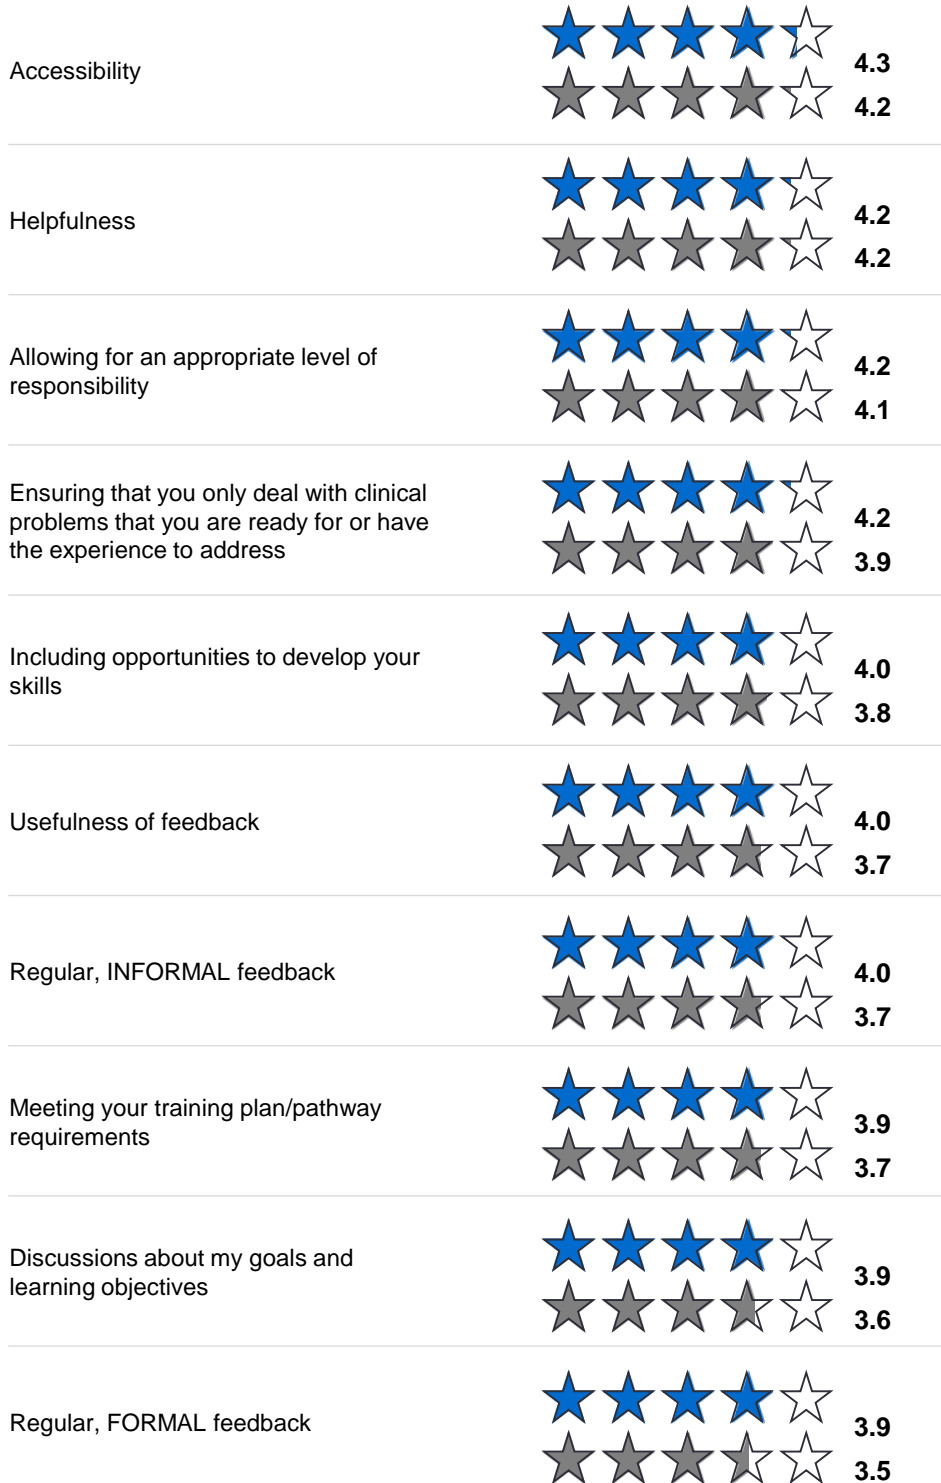 Accessibility
4.3
4.2
Helpfulness
4.2
4.2
Allowing for an appropriate level of
responsibility
4.2
4.1
Ensuring that you only deal with clinical
problems that you are ready for or have
the experience to address
4.2
3.9
Including opportunities to develop your
skills
4.0
3.8
Usefulness of feedback
4.0
3.7
Regular, INFORMAL feedback
4.0
3.7
Meeting your training plan/pathway
requirements
3.9
3.7
Discussions about my goals and
learning objectives
3.9
3.6
Regular, FORMAL feedback
3.9
3.5